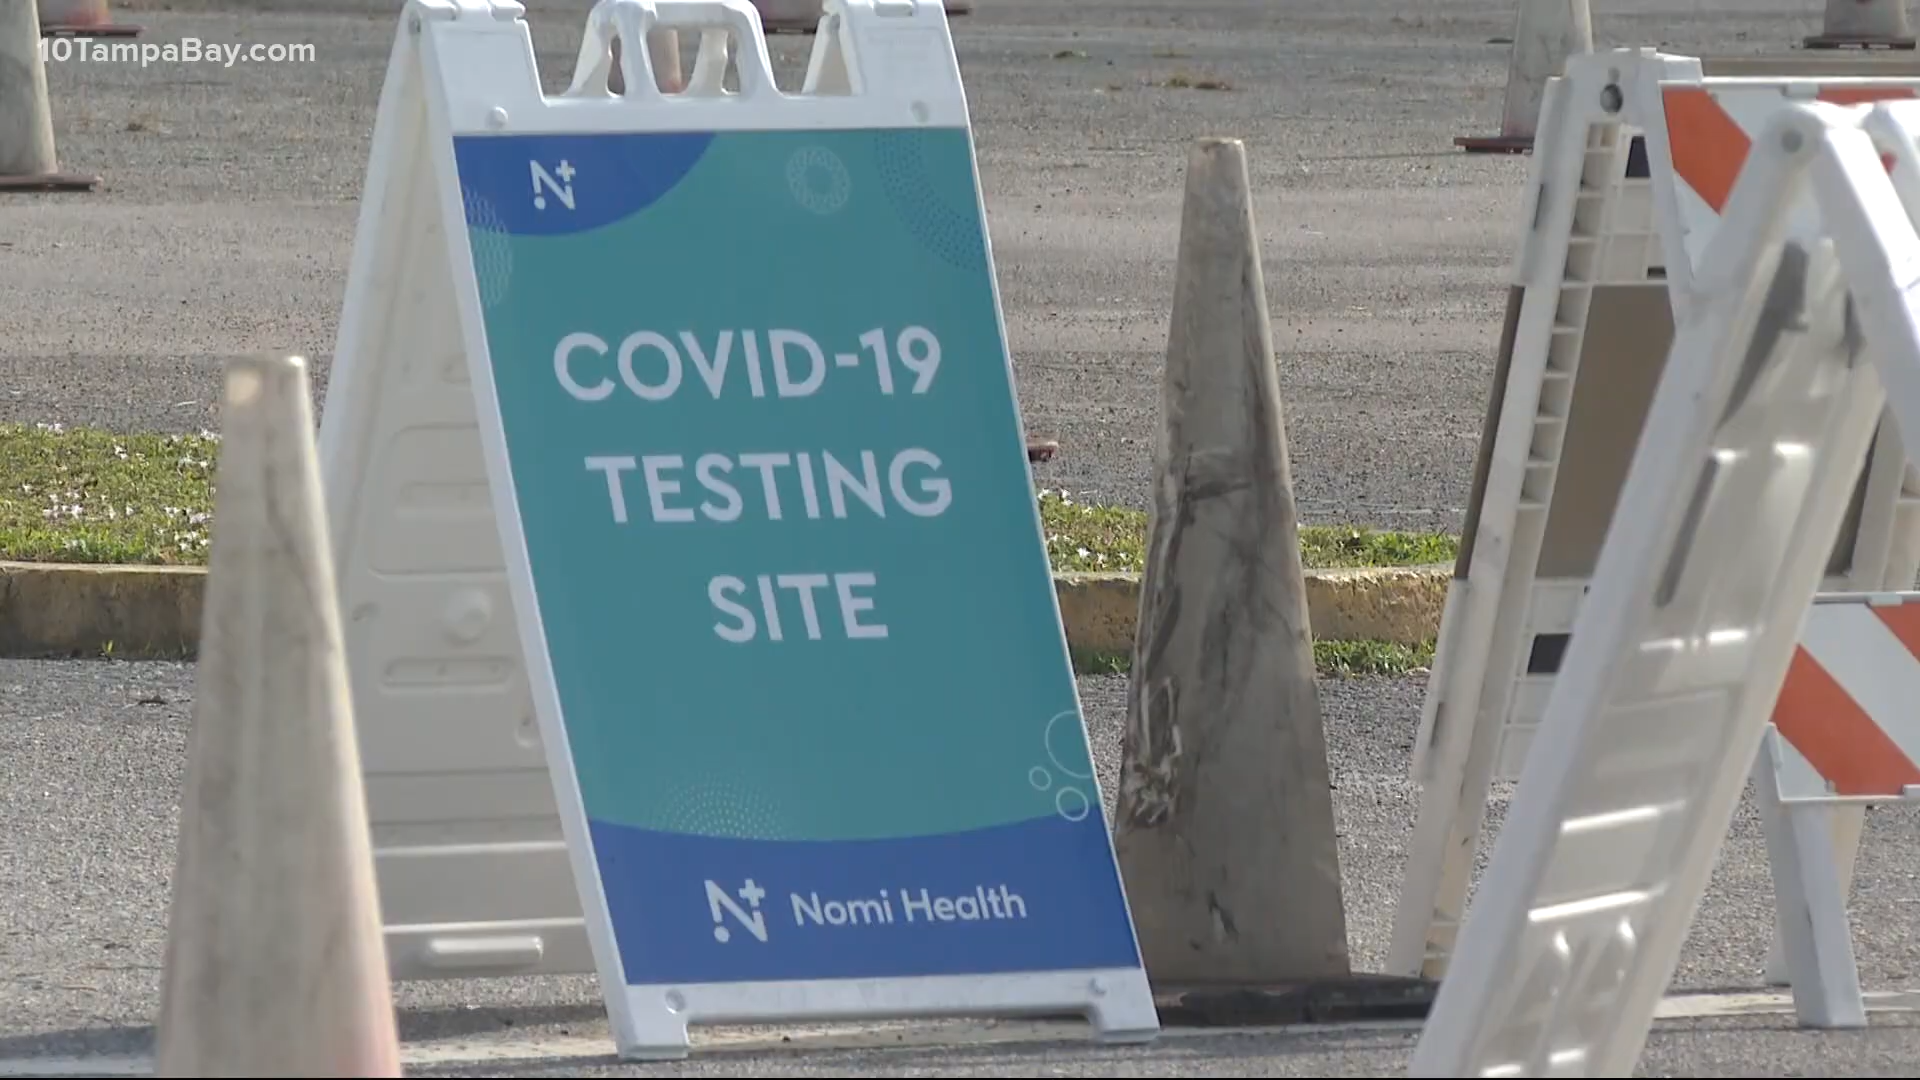 10TampaBay.com
N+
COVID-19
TESTING
SITE
N+ Nomi Health